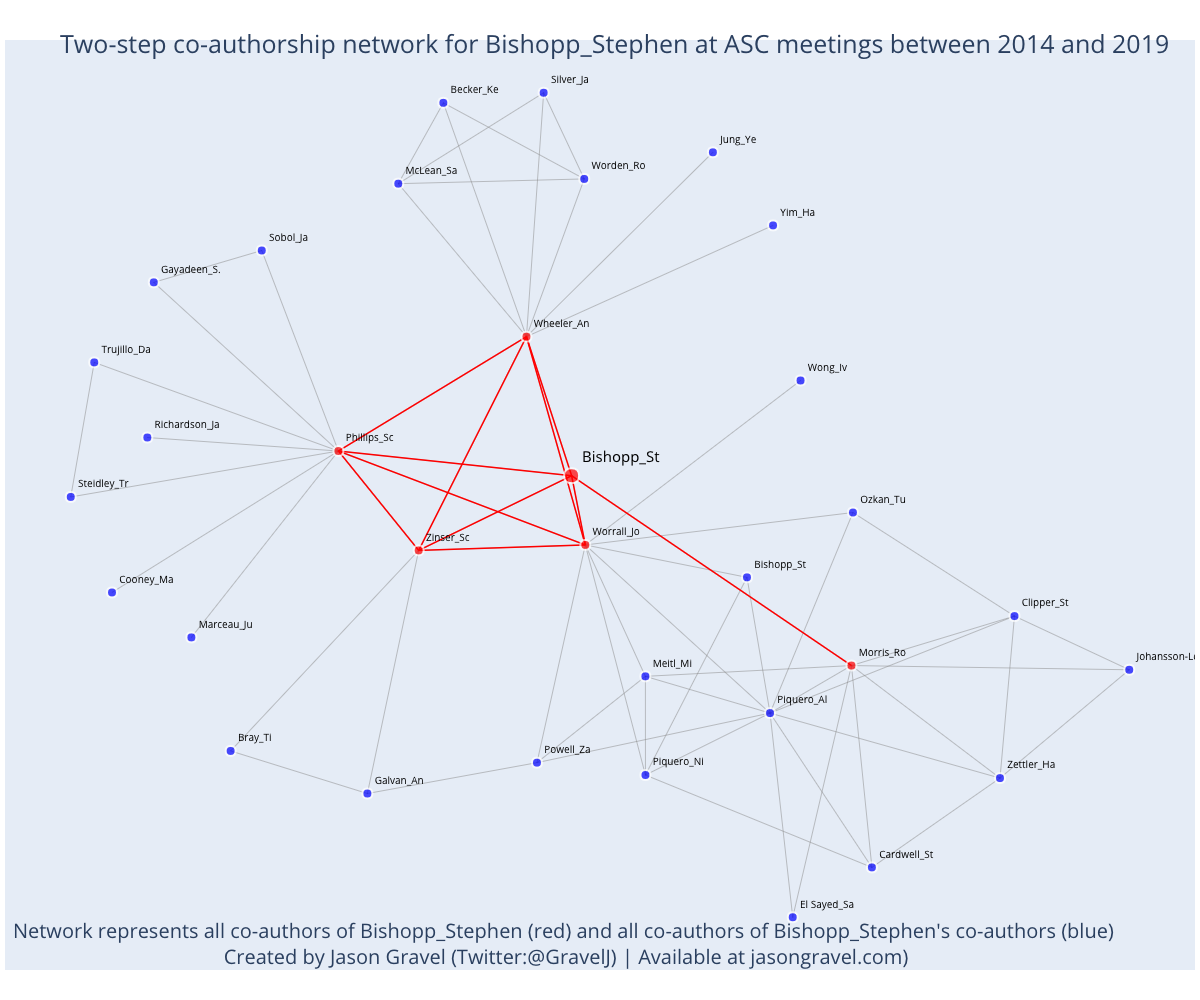 Two-step co-authorship network for Bishopp_Stephen at ASC meetings between 2014 and 2019
Silver_Ja
Becker_Ke
Jung_Ye
McLean_Sa
Worden_Ro
Yim_Ha
Sobol_Ja
Gayadeen_S.
Wheeler_An
Trujillo_Da
Wong_Iv
Richardson_Ja
Phillips_Sc
Bishopp_St
Steidley_Tr
Ozkan_Tu
Zinser_Sc
Worrall_Jo
Bishopp_St
Cooney_Ma
Clipper_St
Marceau_Ju
Morris_Ro
Johansson-Lo
Meitl_Mi
Piquero_Al
Bray_Ti
Powell_Za
Piquero_Ni
Zettler_Ha
Galvan_An
Cardwell_St
El Sayed_Sa
Network represents all co-authors of Bishopp_Stephen (red) and all co-authors of Bishopp_Stephen's co-authors (blue)
Created by Jason Gravel (Twitter:@GravelJ) | Available at jasongravel.com)